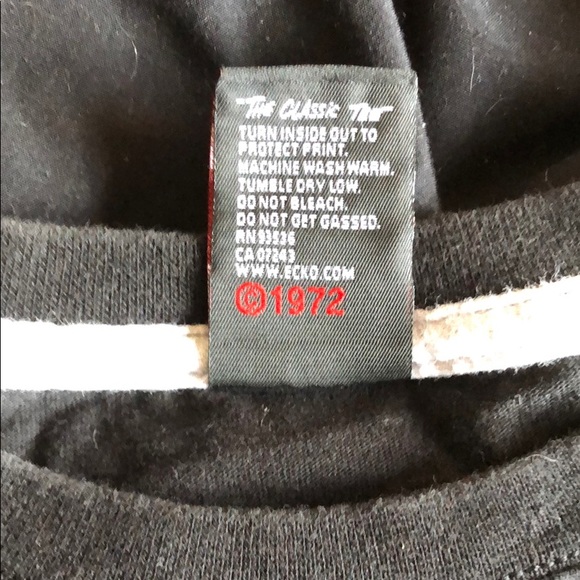 THE CLASSIC TEE
TURN INSIDE OUT TO
PROTECT PRINT.
MACHINE WASH WARM.
TUMBLE DRY LOW.
DO NOT BLEACH.
DO NOT GET GASSED.
RN 93536
CA 07243
WWW.ECKO.COM
©1972